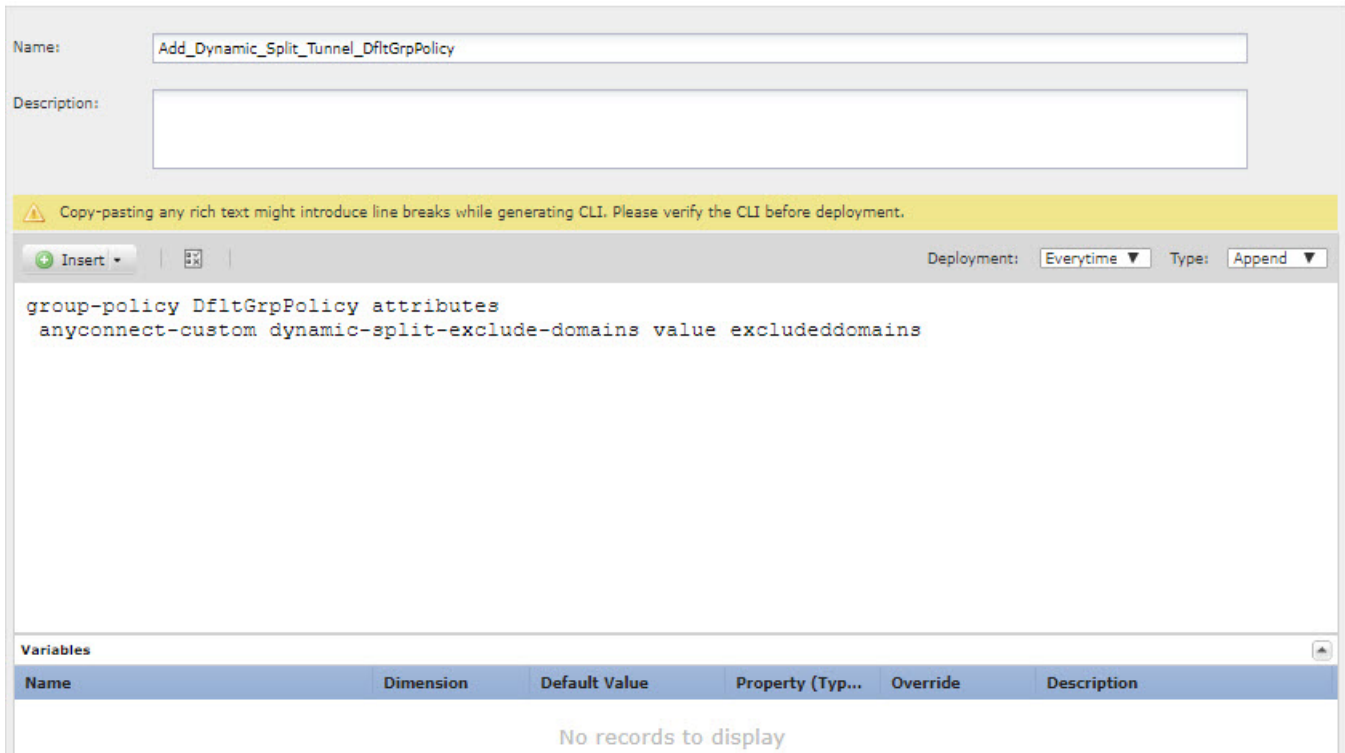 Name:
Add_Dynamic_Split_Tunnel_DfltGrpPolicy
Description:
Copy-pasting any rich text might introduce line breaks while generating CLI. Please verify the CLI before deployment.
Insert
Deployment: Everytime Type: Append
group-policy DfltGrpPolicy attributes
anyconnect-custom dynamic-split-exclude-domains value excludeddomains
Variables
Name Dimension Default Value Property (Typ... Override Description
No records to display